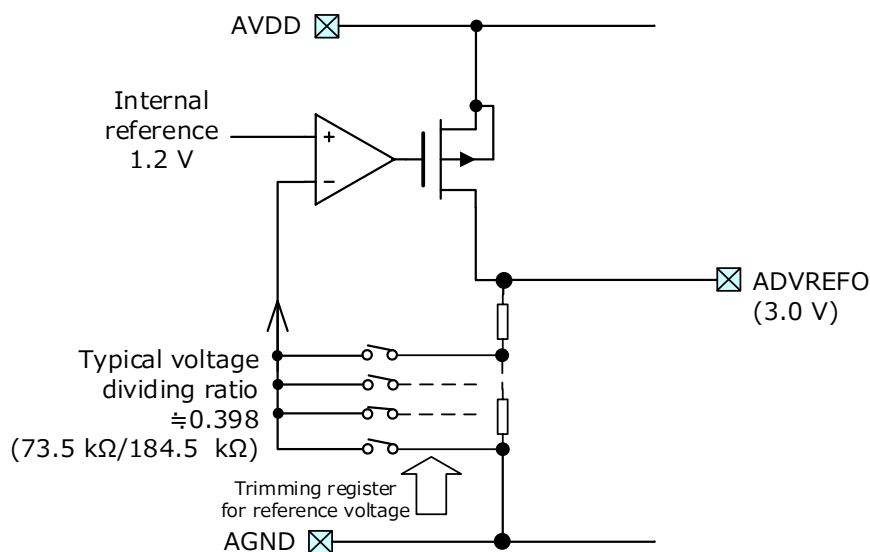 AVDD
Internal
reference
1.2 V
+
−
ADVREFO
(3.0 V)
Typical voltage
dividing ratio
≒0.398
(73.5 kΩ/184.5 kΩ)
Trimming register
for reference voltage
AGND